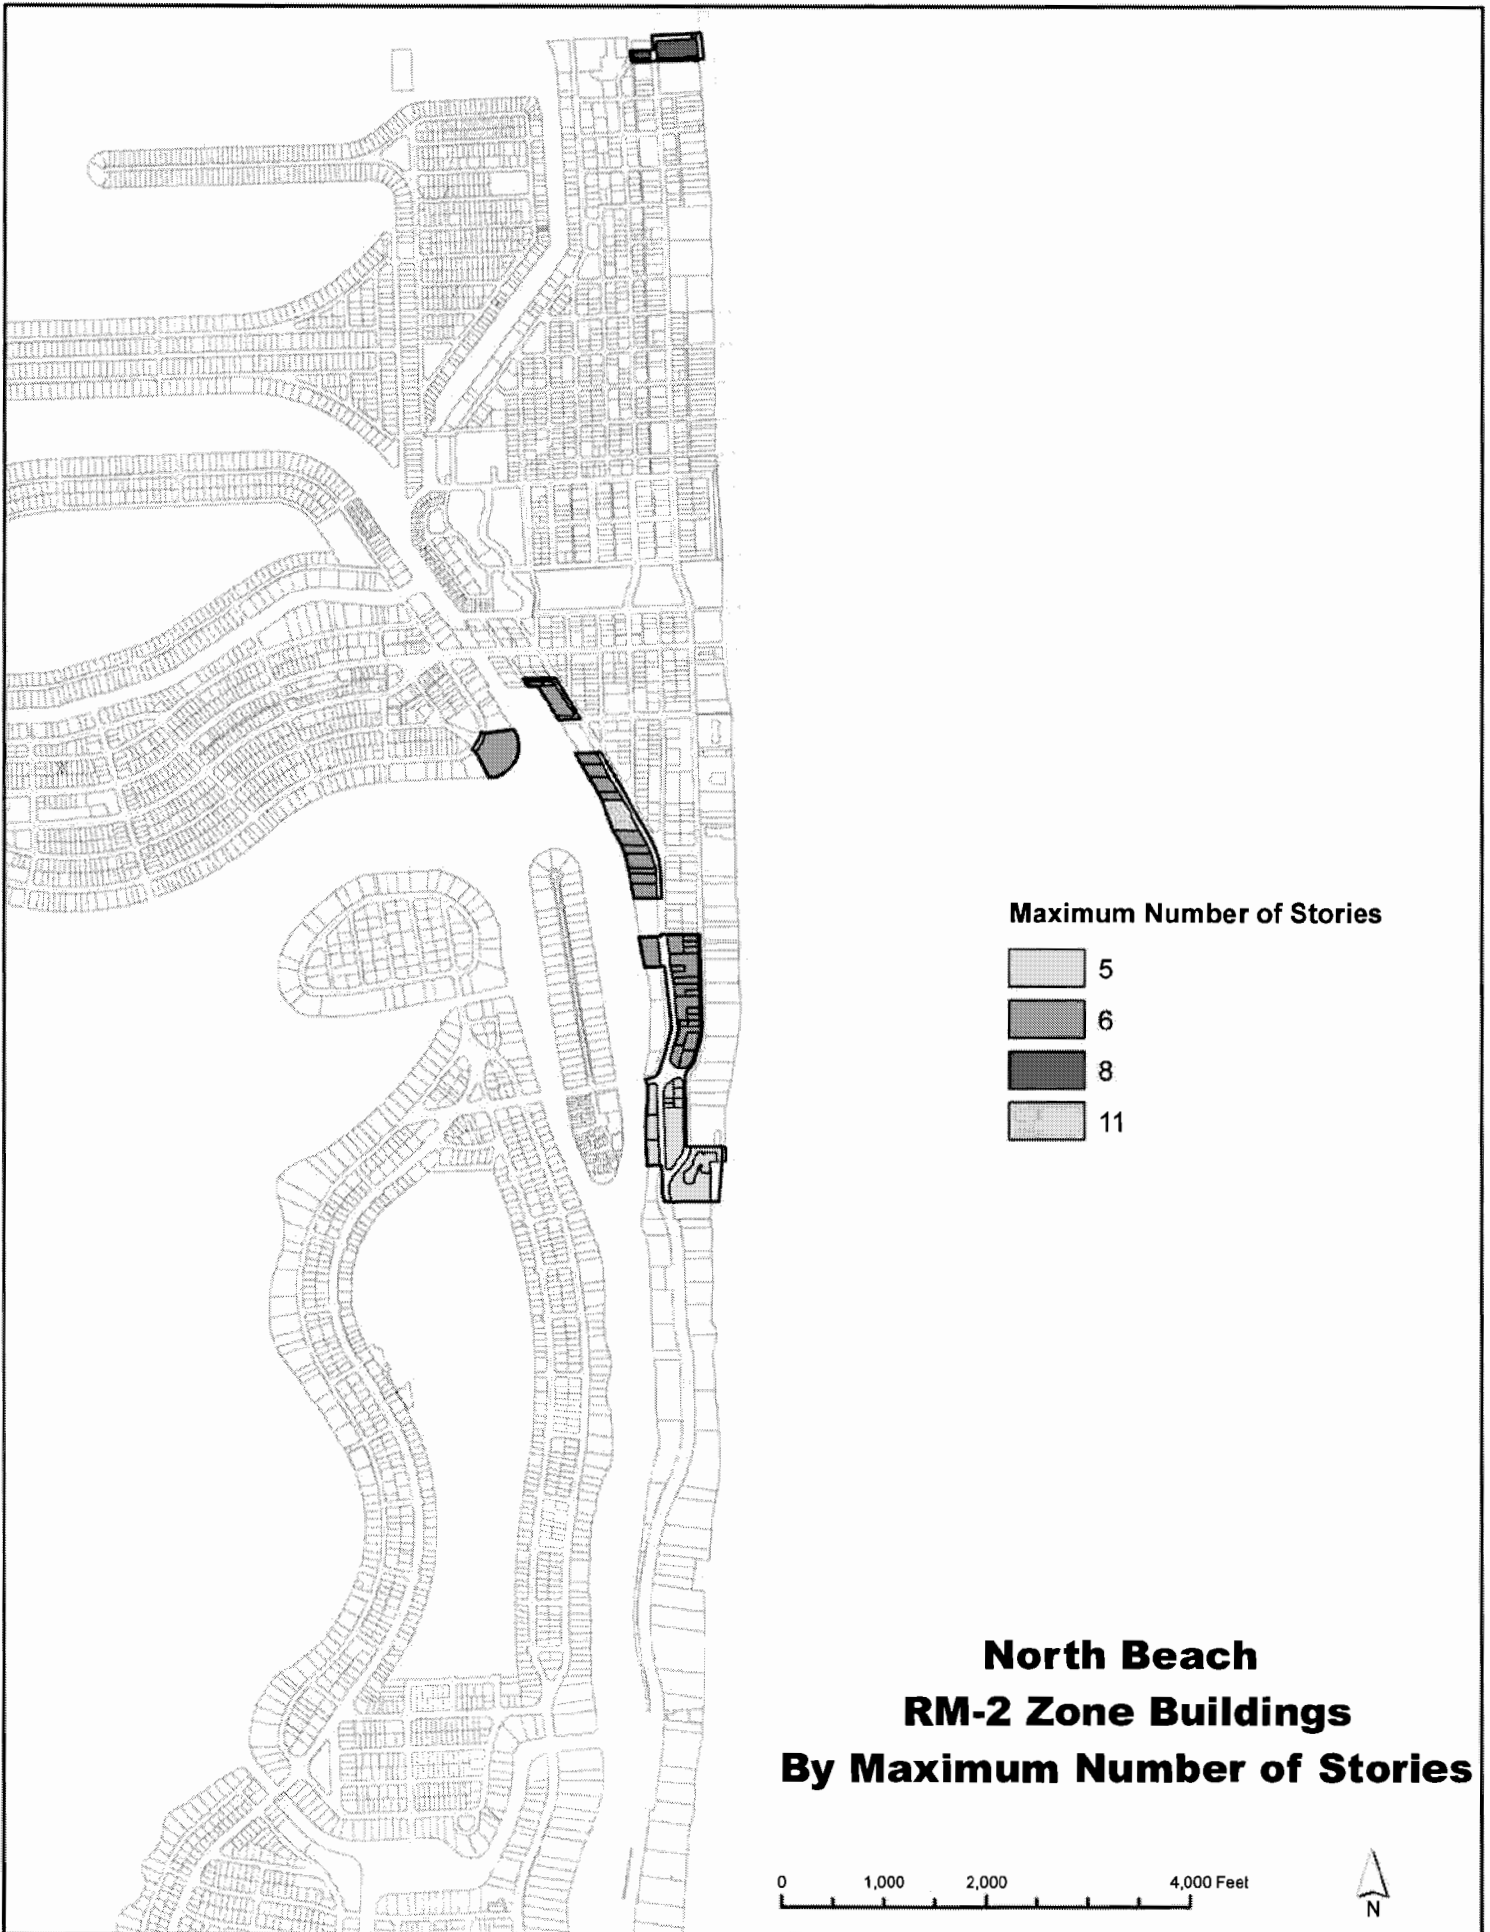 Maximum Number of Stories
5
6
8
11
North Beach
RM-2 Zone Buildings
By Maximum Number of Stories
0 1,000 2,000 4,000 Feet
N